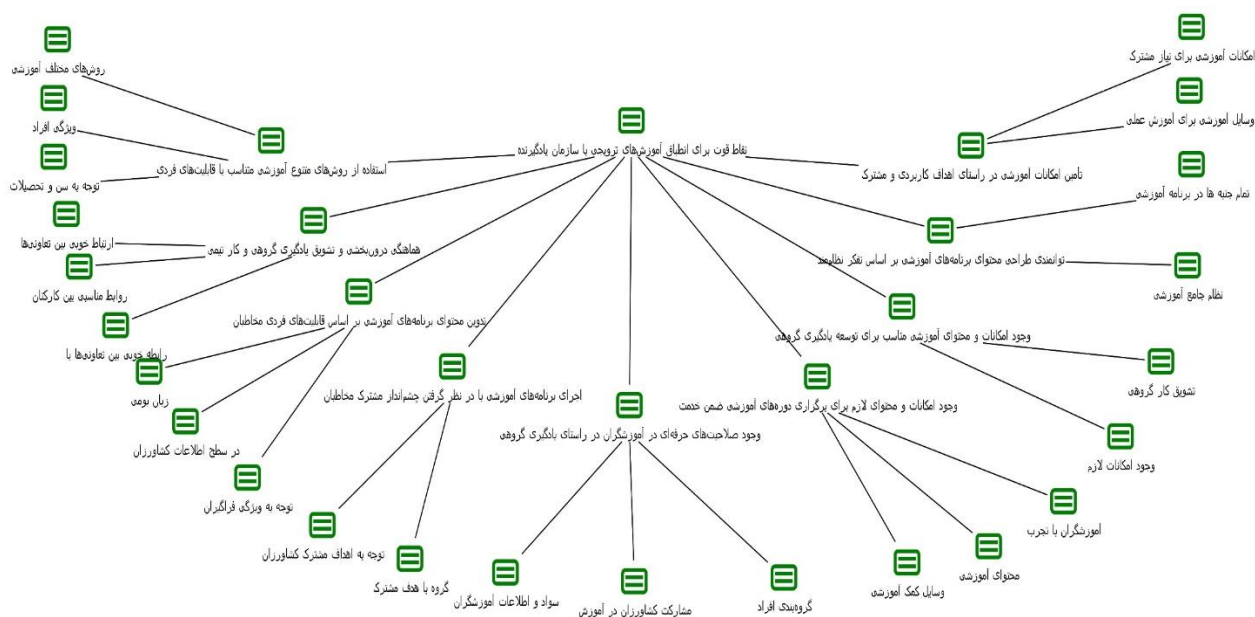 نقاط قوت برای انطباق آموزش‌های ترویجی با سازمان یادگیرنده
تأمین امکانات آموزشی در راستای اهداف کاربردی و مشترک
امکانات آموزشی برای نیاز مشترک
وسایل آموزشی برای آموزش عملی
توانمندی طراحی محتوای برنامه‌های آموزشی بر اساس تفکر نظام‌مند
تمام جنبه ها در برنامه آموزشی
نظام جامع آموزشی
وجود امکانات و محتوای آموزشی مناسب برای توسعه یادگیری گروهی
تشویق کار گروهی
وجود امکانات لازم
وجود امکانات و محتوای لازم برای برگزاری دوره‌های آموزشی ضمن خدمت
آموزشگران با تجرب
محتوای آموزشی
وسایل کمک آموزشی
وجود صلاحیت‌های حرفه‌ای در آموزشگران در راستای یادگیری گروهی
گروه‌بندی افراد
مشارکت کشاورزان در آموزش
سواد و اطلاعات آموزشگران
اجرای برنامه‌های آموزشی با در نظر گرفتن چشم‌انداز مشترک مخاطبان
گروه با هدف مشترک
توجه به اهداف مشترک کشاورزان
تدوین محتوای برنامه‌های آموزشی بر اساس قابلیت‌های فردی مخاطبان
توجه به ویژگی فراگیران
در سطح اطلاعات کشاورزان
زبان بومی
هماهنگی درون‌بخشی و تشویق یادگیری گروهی و کار تیمی
رابطه خوبی بین تعاونی‌ها با
روابط مناسبی بین کارکنان
ارتباط خوبی بین تعاونی‌ها
استفاده از روش‌های متنوع آموزشی متناسب با قابلیت‌های فردی
توجه به سن و تحصیلات
ویژگی افراد
روش‌های مختلف آموزشی